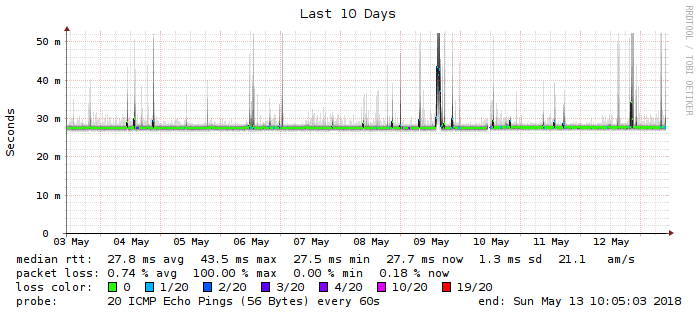 Last 10 Days
RRDTOOL / TOBI OETIKER
Seconds
50 m
40 m
30 m
20 m
10 m
0
03 May 04 May 05 May 06 May 07 May 08 May 09 May 10 May 11 May 12 May
median rtt: 27.8 ms avg 43.5 ms max 27.5 ms min 27.7 ms now 1.3 ms sd 21.1 am/s
packet loss: 0.74 % avg 100.00 % max 0.00 % min 0.18 % now
loss color: 0 1/20 2/20 3/20 4/20 10/20 19/20
probe: 20 ICMP Echo Pings (56 Bytes) every 60s end: Sun May 13 10:05:03 2018